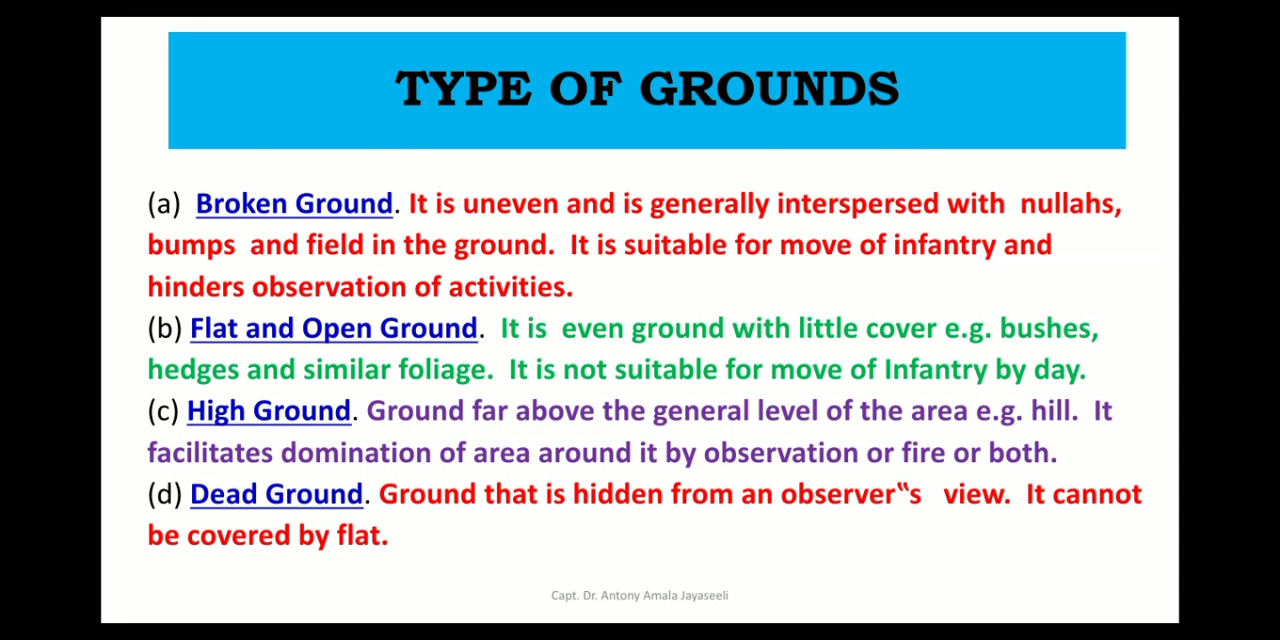 TYPE OF GROUNDS
(a) Broken Ground. It is uneven and is generally interspersed with nullahs,
bumps and field in the ground. It is suitable for move of infantry and
hinders observation of activities.
(b) Flat and Open Ground. It is even ground with little cover e.g. bushes,
hedges and similar foliage. It is not suitable for move of Infantry by day.
(c) High Ground. Ground far above the general level of the area e.g. hill. It
facilitates domination of area around it by observation or fire or both.
(d) Dead Ground. Ground that is hidden from an observer‟s view. It cannot
be covered by flat.
Capt. Dr. Antony Amala Jayaseeli